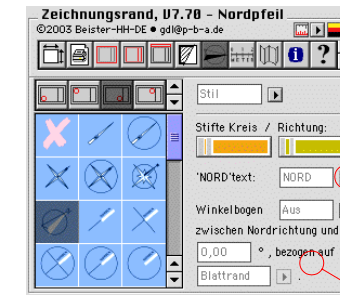 Zeichnungsrand, V7.70 - Nordpfeil
©2003 Beister-HH-DE ● gdl@p-b-a.de
Stil
Stifte Kreis / Richtung:
'NORD'text: NORD
Winkelbogen Aus
zwischen Nordrichtung und
0,00 ° , bezogen auf
Blattrand .